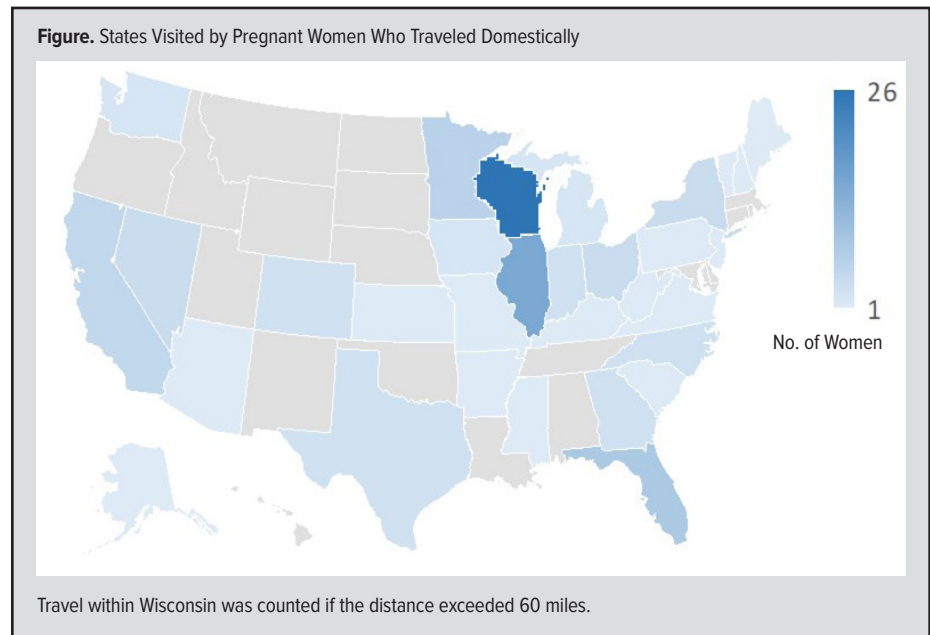 Figure. States Visited by Pregnant Women Who Traveled Domestically
26
1
No. of Women
Travel within Wisconsin was counted if the distance exceeded 60 miles.